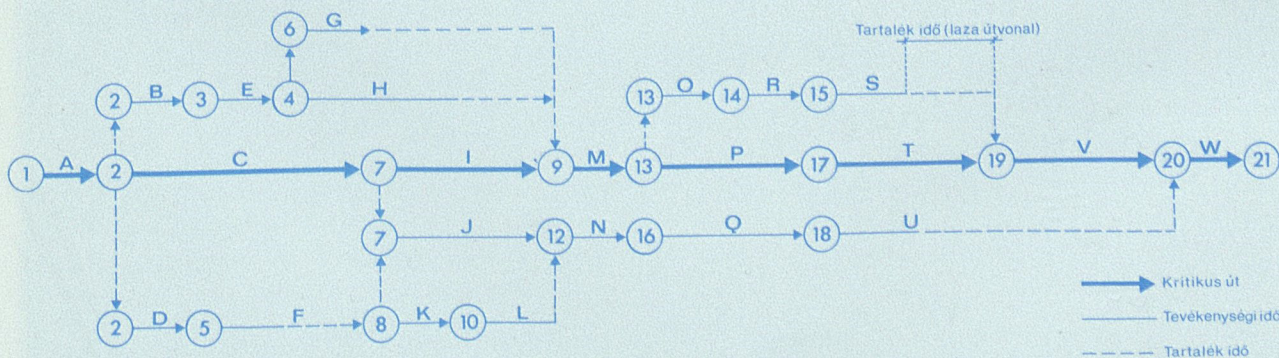 6 G
Tartalék idő (laza útvonal)
2 B 3 E 4 H
13 O 14 R 15 S
1 A 2 C 7 I 9 M 13 P 17 T 19 V 20 W 21
7 J 12 N 16 Q 18 U
Kritikus út
2 D 5 F 8 K 10 L
Tevékenységi idő
Tartalék idő